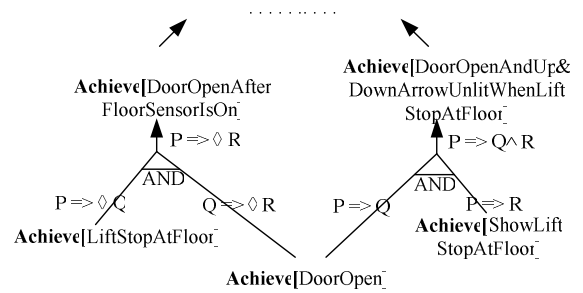 . . . . . . . . . . .
Achieve[DoorOpenAfter
FloorSensorIsOn]
Achieve[DoorOpenAndUp&
DownArrowUnlitWhenLift
StopAtFloor]
P => ◊ R
P => Q ∧ R
AND
AND
P => ◊ Q
Q => ◊ R
P => Q
P => R
Achieve[LiftStopAtFloor]
Achieve[ShowLift
StopAtFloor]
Achieve[DoorOpen]